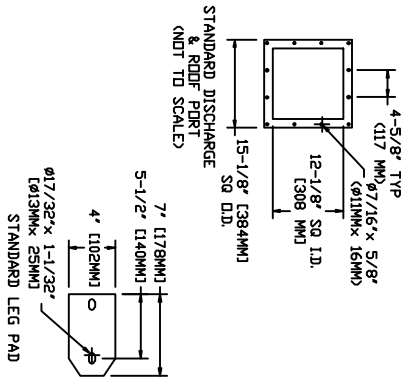 4-5/8" TYP
(117 MM)
ø7/16"x 5/8"
(ø11MMx 16MM)
12-1/8" SQ I.D.
[308 MM]
15-1/8" [384MM]
SQ O.D.
STANDARD DISCHARGE
& ROOF PORT
(NOT TO SCALE)
7" [178MM]
5-1/2" [140MM]
4" [102MM]
ø17/32"x 1-1/32"
[ø13MMx 25MM]
STANDARD LEG PAD